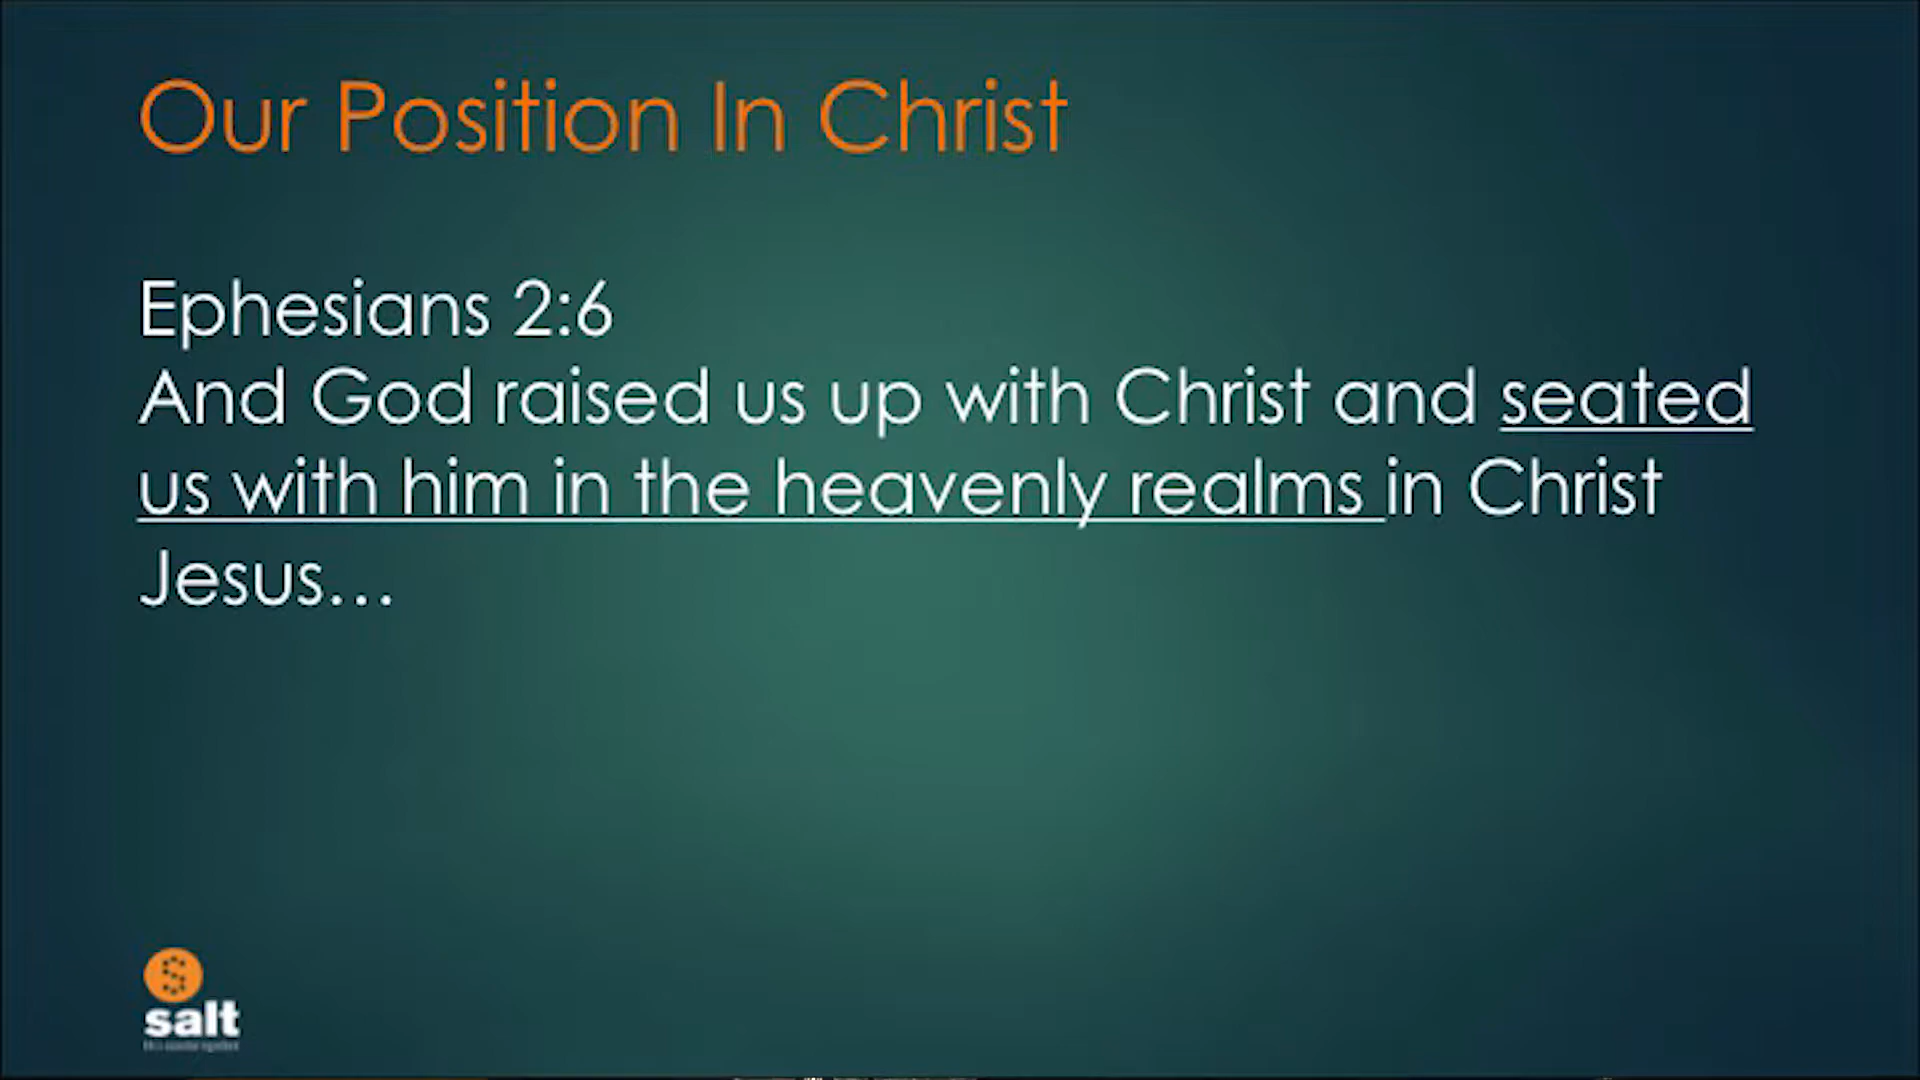 Our Position In Christ
Ephesians 2:6
And God raised us up with Christ and seated
us with him in the heavenly realms in Christ
Jesus...
salt